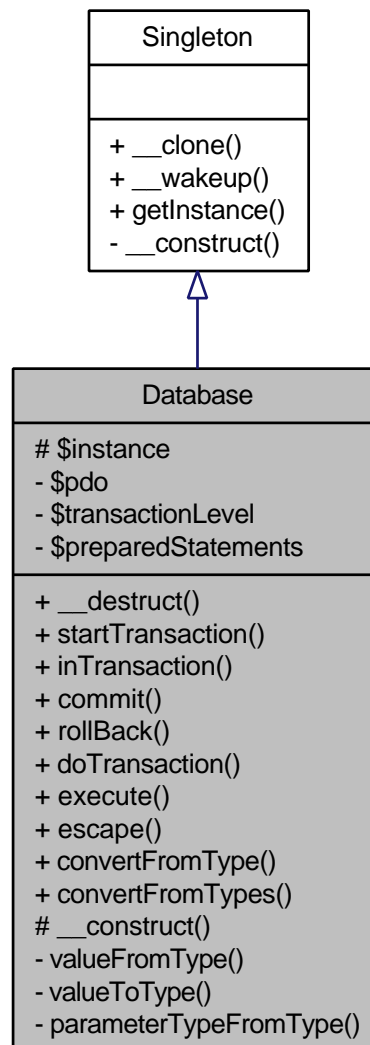 Singleton
+ __clone()
+ __wakeup()
+ getInstance()
- __construct()
Database
# $instance
- $pdo
- $transactionLevel
- $preparedStatements
+ __destruct()
+ startTransaction()
+ inTransaction()
+ commit()
+ rollBack()
+ doTransaction()
+ execute()
+ escape()
+ convertFromType()
+ convertFromTypes()
# __construct()
- valueFromType()
- valueToType()
- parameterTypeFromType()